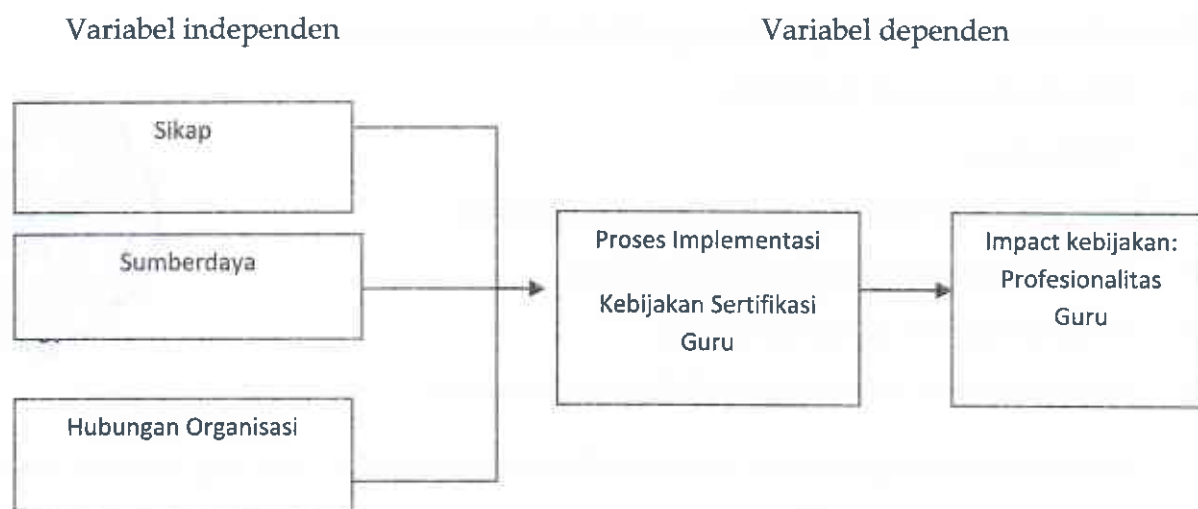 Variabel independen
Variabel dependen
Sikap
Sumberdaya
Hubungan Organisasi
Proses Implementasi
Kebijakan Sertifikasi
Guru
Impact kebijakan:
Profesionalitas
Guru